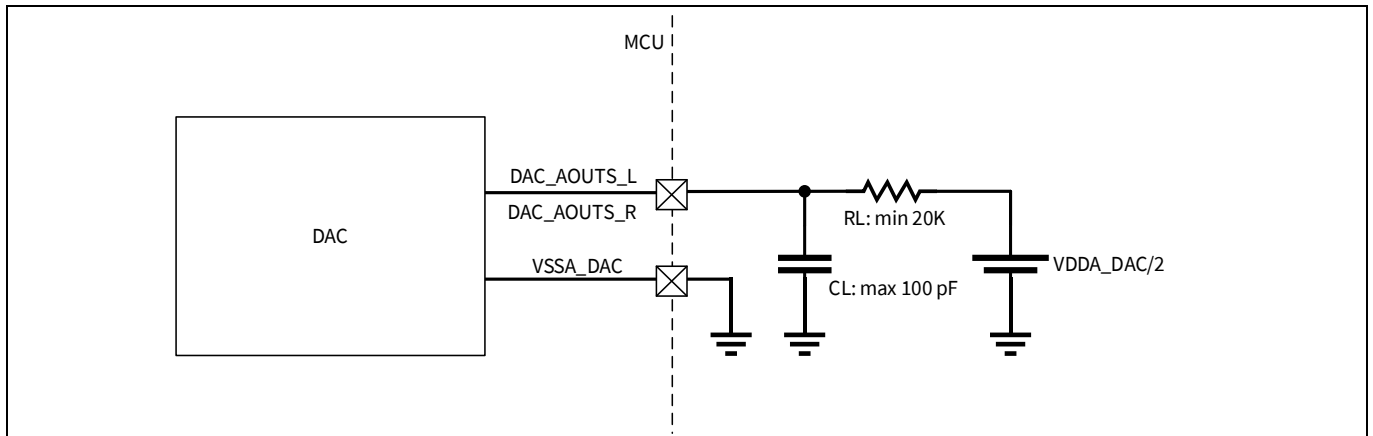 MCU
DAC_AOUTS_L
DAC_AOUTS_R
DAC
RL: min 20K
VSSA_DAC
VDDA_DAC/2
CL: max 100 pF